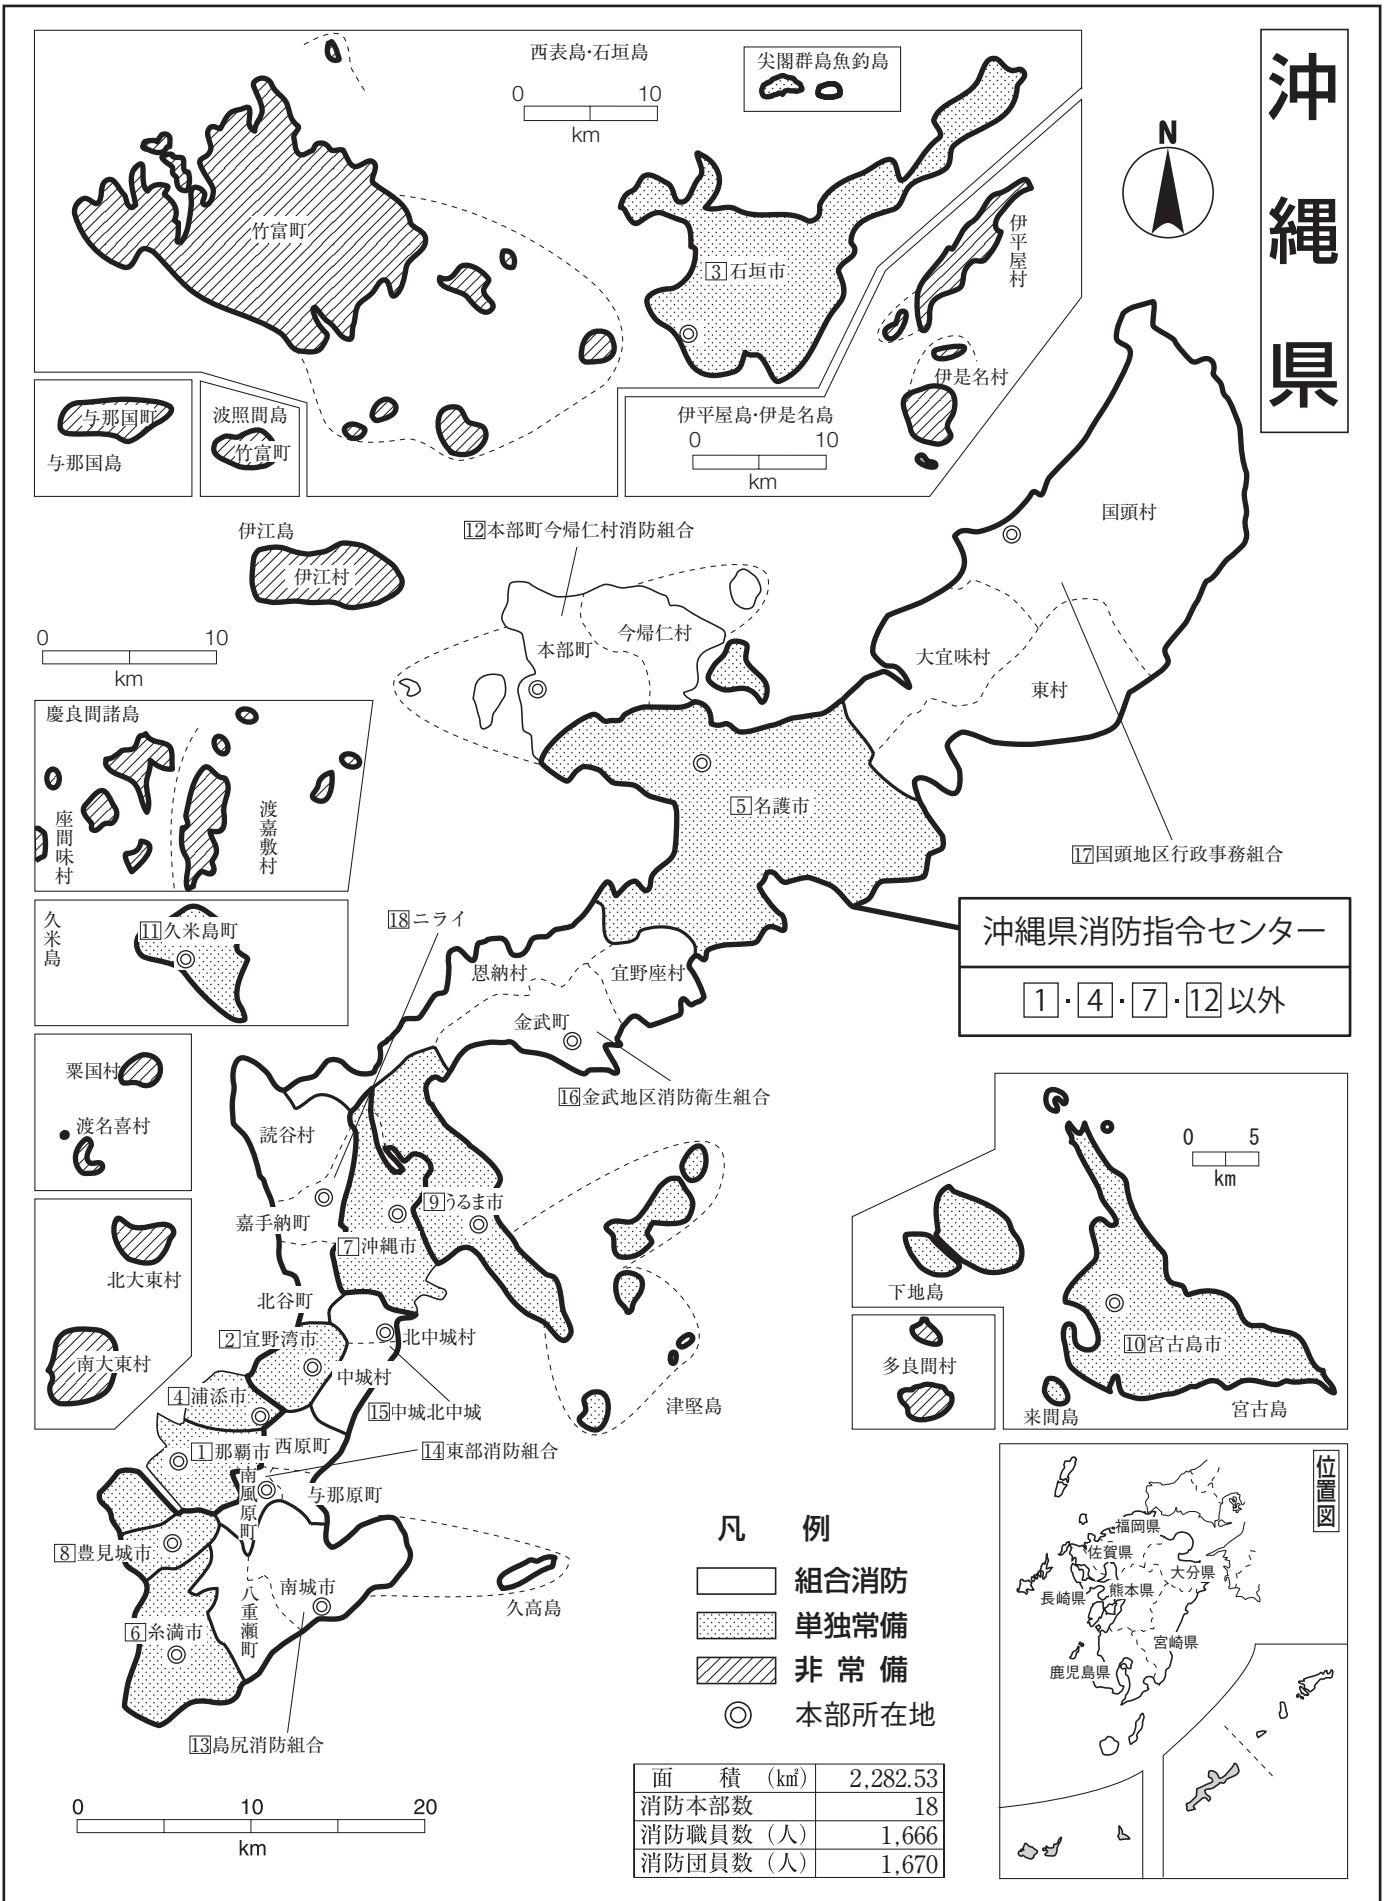 沖縄県
西表島・石垣島
0 10
km
尖閣群島魚釣島
N
竹富町
3 石垣市
伊平屋村
伊是名村
与那国町
与那国島
波照間島
竹富町
伊平屋島・伊是名島
0 10
km
伊江島
伊江村
0 10
km
12 本部町今帰仁村消防組合
本部町
今帰仁村
国頭村
大宜味村
東村
慶良間諸島
座間味村
渡嘉敷村
5 名護市
17 国頭地区行政事務組合
久米島
11 久米島町
18 ニライ
沖縄県消防指令センター
1・4・7・12以外
恩納村
宜野座村
金武町
16 金武地区消防衛生組合
粟国村
渡名喜村
読谷村
嘉手納町
9 うるま市
7 沖縄市
北大東村
南大東村
北谷町
2 宜野湾市
北中城村
中城村
4 浦添市
15 中城北中城
津堅島
0 5
km
下地島
多良間村
10 宮古島市
来間島
宮古島
1 那覇市
西原町
14 東部消防組合
南風原町
与那原町
8 豊見城市
南城市
八重瀬町
久高島
6 糸満市
13 島尻消防組合
0 10 20
km
凡 例
組合消防
単独常備
非常備
本部所在地
面 積 (km²) 2,282.53
消防本部数 18
消防職員数(人) 1,666
消防団員数(人) 1,670
位置図
福岡県
佐賀県
大分県
長崎県
熊本県
宮崎県
鹿児島県